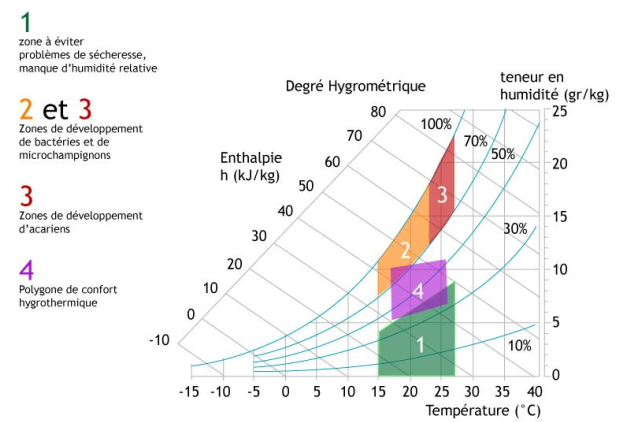 1
zone à éviter
problèmes de sécheresse,
manque d'humidité relative
2 et 3
Zones de développement
de bactéries et de
microchampignons
3
Zones de développement
d'acariens
4
Polygone de confort
hygrothermique
Degré Hygrométrique
teneur en
humidité (gr/kg)
Enthalpie
h (kJ/kg)
80
70
60
50
40
30
20
10
0
-10
100%
70%
50%
30%
10%
25
20
15
10
5
0
3
2
4
1
-15 -10 -5 0 5 10 15 20 25 30 35 40
Température (°C)